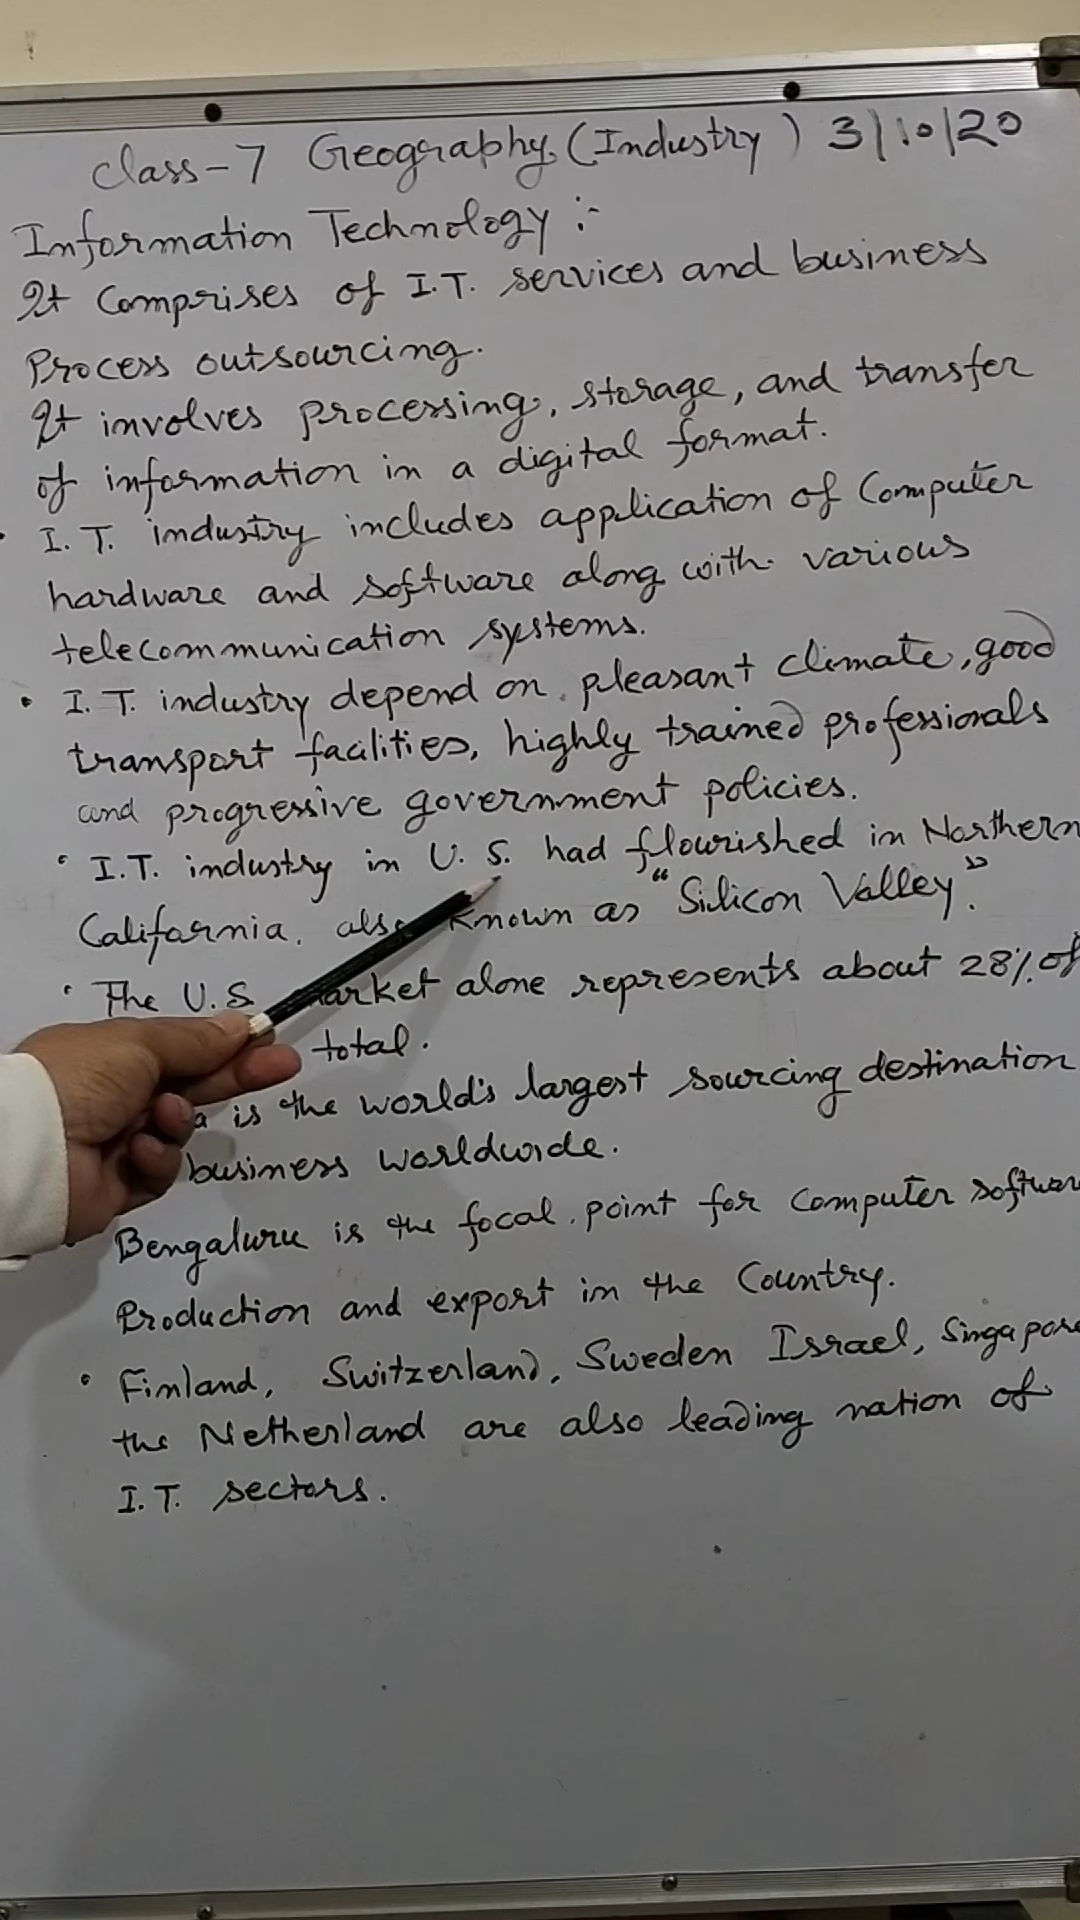 Class-7 Geography (Industry) 3/10/20
Information Technology :-
It Comprises of I.T. services and business
Process outsourcing.
It involves processing, storage, and transfer
of information in a digital format.
• I.T. industry includes application of Computer
hardware and software along with various
telecommunication systems.
• I.T. industry depend on pleasant climate, good
transport facilities, highly trained professionals
and progressive government policies.
• I.T. industry in U.S. had flourished in Northern
California, also known as "Silicon Valley".
• The U.S. market alone represents about 28% of
total.
is the world's largest sourcing destination
business worldwide.
• Bengaluru is the focal point for Computer software
Production and export in the Country.
• Finland, Switzerland, Sweden Israel, Singapore
the Netherland are also leading nation of
I.T. sectors.